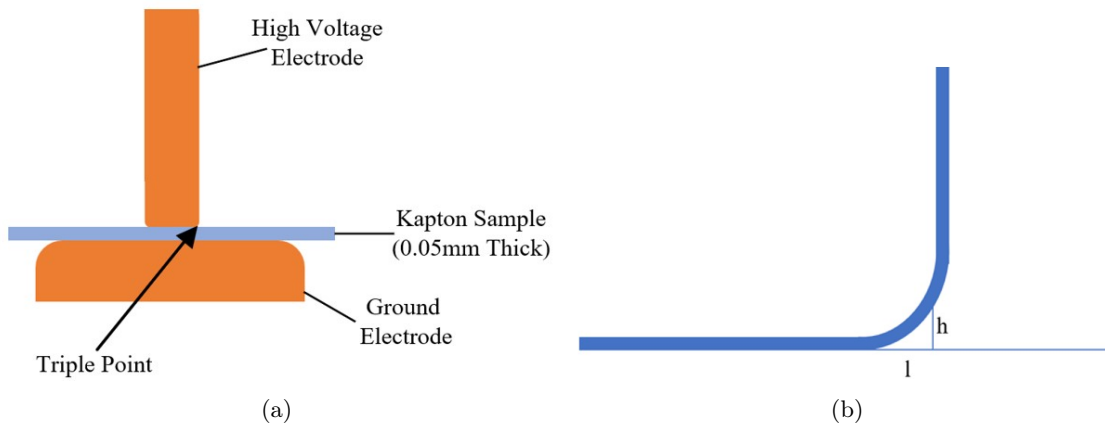 High Voltage
Electrode
Kapton Sample
(0.05mm Thick)
Ground
Electrode
Triple Point
(a)
h
l
(b)